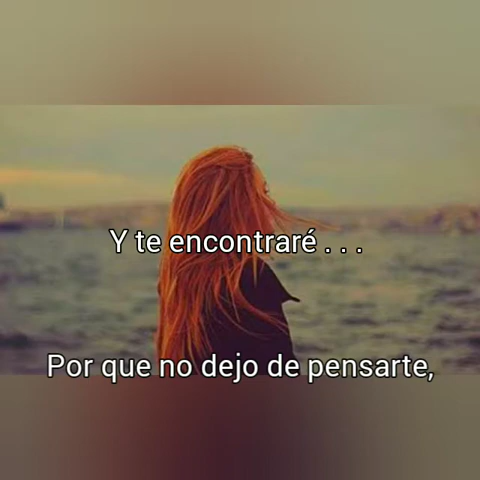 Y te encontraré . . .
Por que no dejo de pensarte,